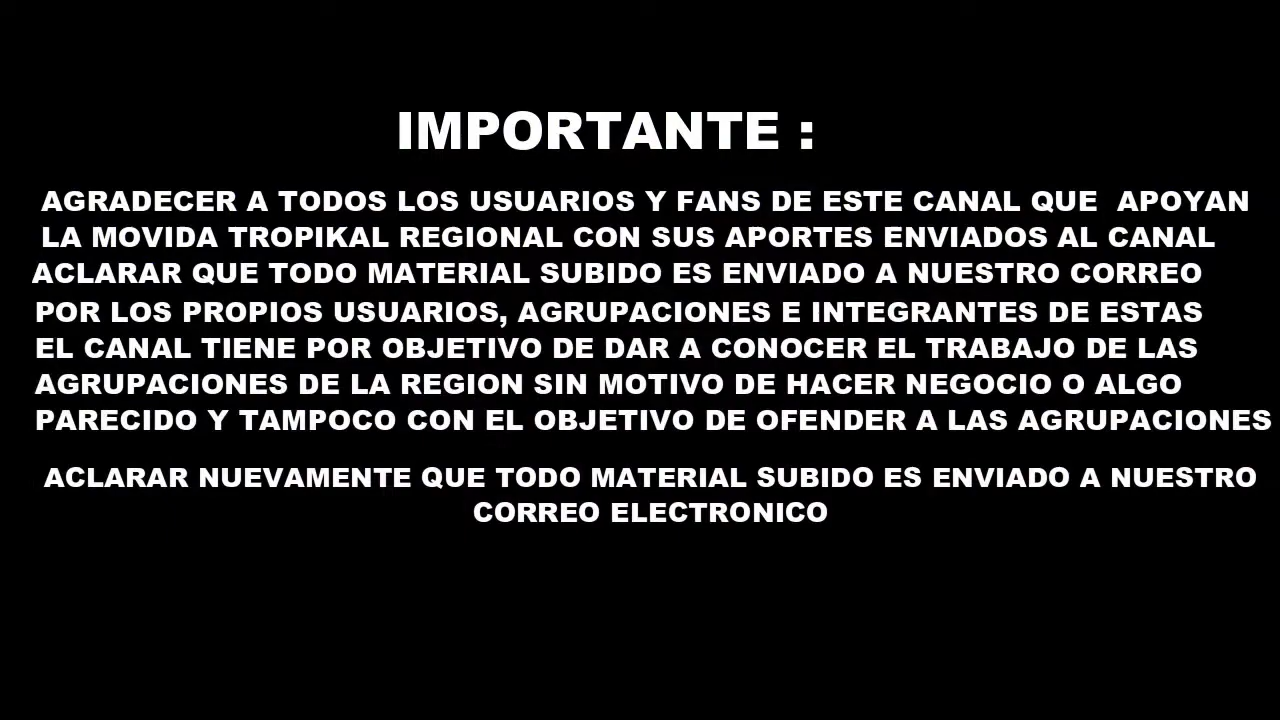 IMPORTANTE :
AGRADECER A TODOS LOS USUARIOS Y FANS DE ESTE CANAL QUE  APOYAN
LA MOVIDA TROPIKAL REGIONAL CON SUS APORTES ENVIADOS AL CANAL
ACLARAR QUE TODO MATERIAL SUBIDO ES ENVIADO A NUESTRO CORREO
POR LOS PROPIOS USUARIOS, AGRUPACIONES E INTEGRANTES DE ESTAS
EL CANAL TIENE POR OBJETIVO DE DAR A CONOCER EL TRABAJO DE LAS
AGRUPACIONES DE LA REGION SIN MOTIVO DE HACER NEGOCIO O ALGO
PARECIDO Y TAMPOCO CON EL OBJETIVO DE OFENDER A LAS AGRUPACIONES
ACLARAR NUEVAMENTE QUE TODO MATERIAL SUBIDO ES ENVIADO A NUESTRO
CORREO ELECTRONICO